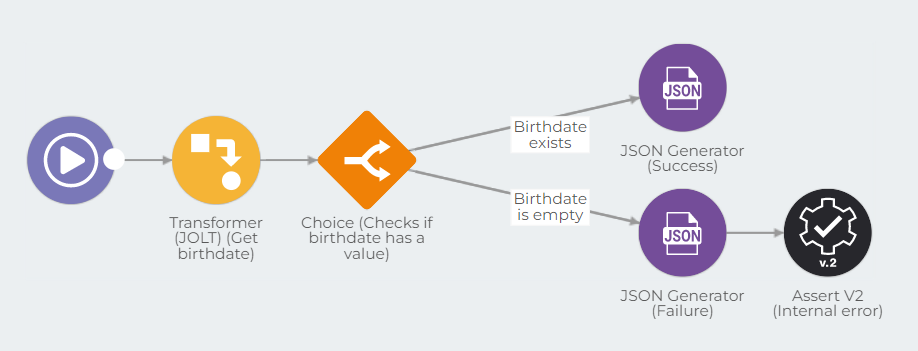 Transformer
(JOLT) (Get
birthdate)
Choice (Checks if
birthdate has a
value)
Birthdate
exists
JSON
JSON Generator
(Success)
Birthdate
is empty
JSON
JSON Generator
(Failure)
v.2
Assert V2
(Internal error)